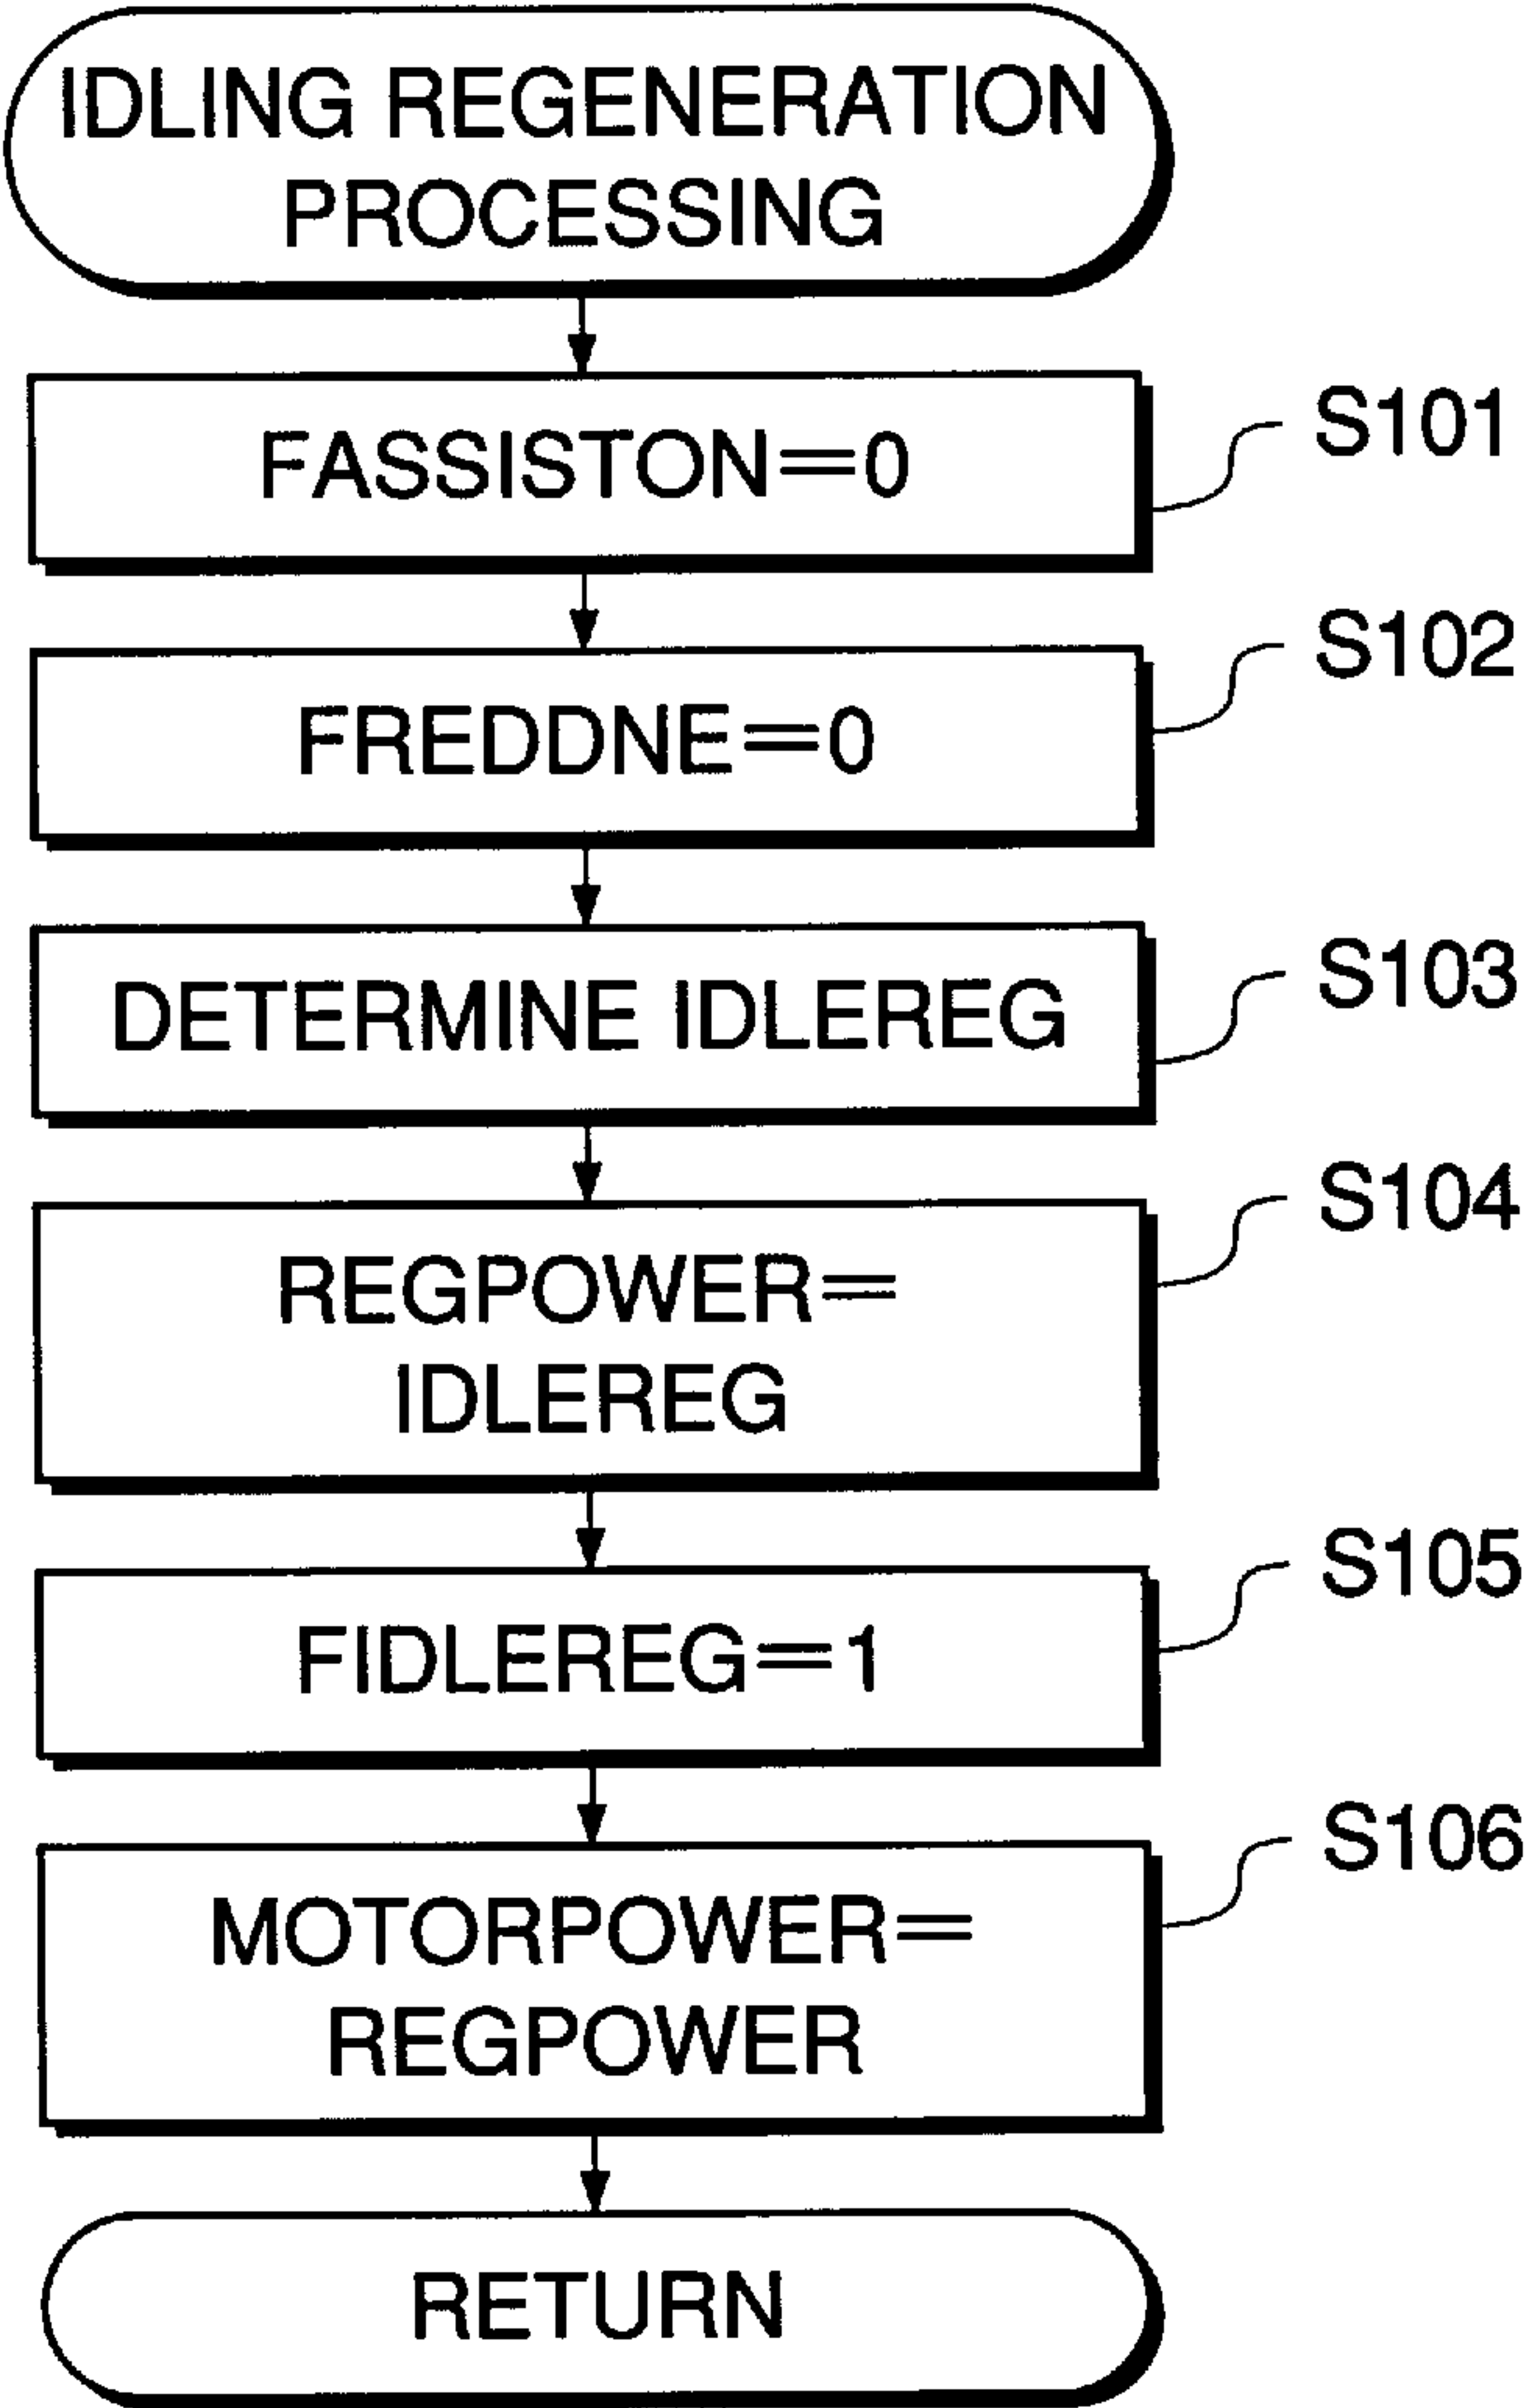 IDLING REGENERATION
PROCESSING
FASSISTON=0
S101
FREDDNE=0
S102
DETERMINE IDLEREG
S103
REGPOWER=
IDLEREG
S104
FIDLEREG=1
S105
MOTORPOWER=
REGPOWER
S106
RETURN